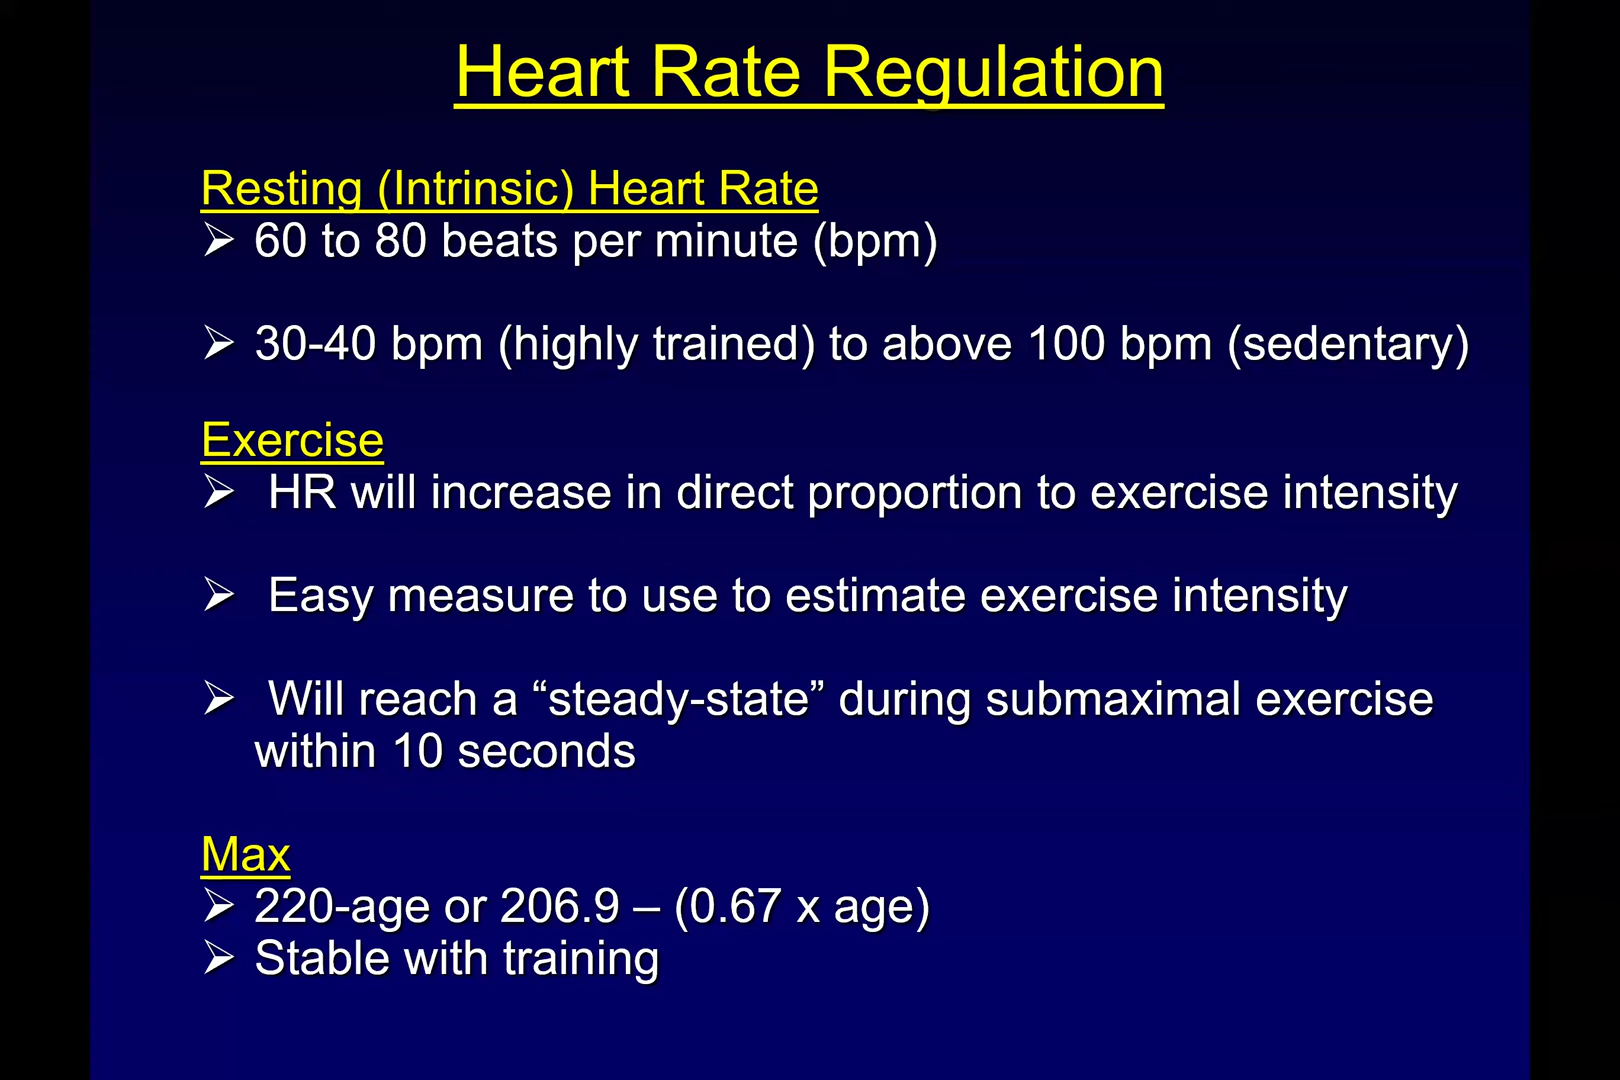 Heart Rate Regulation
Resting (Intrinsic) Heart Rate
➢ 60 to 80 beats per minute (bpm)
➢ 30-40 bpm (highly trained) to above 100 bpm (sedentary)
Exercise
➢ HR will increase in direct proportion to exercise intensity
➢ Easy measure to use to estimate exercise intensity
➢ Will reach a “steady-state” during submaximal exercise
within 10 seconds
Max
➢ 220-age or 206.9 – (0.67 x age)
➢ Stable with training